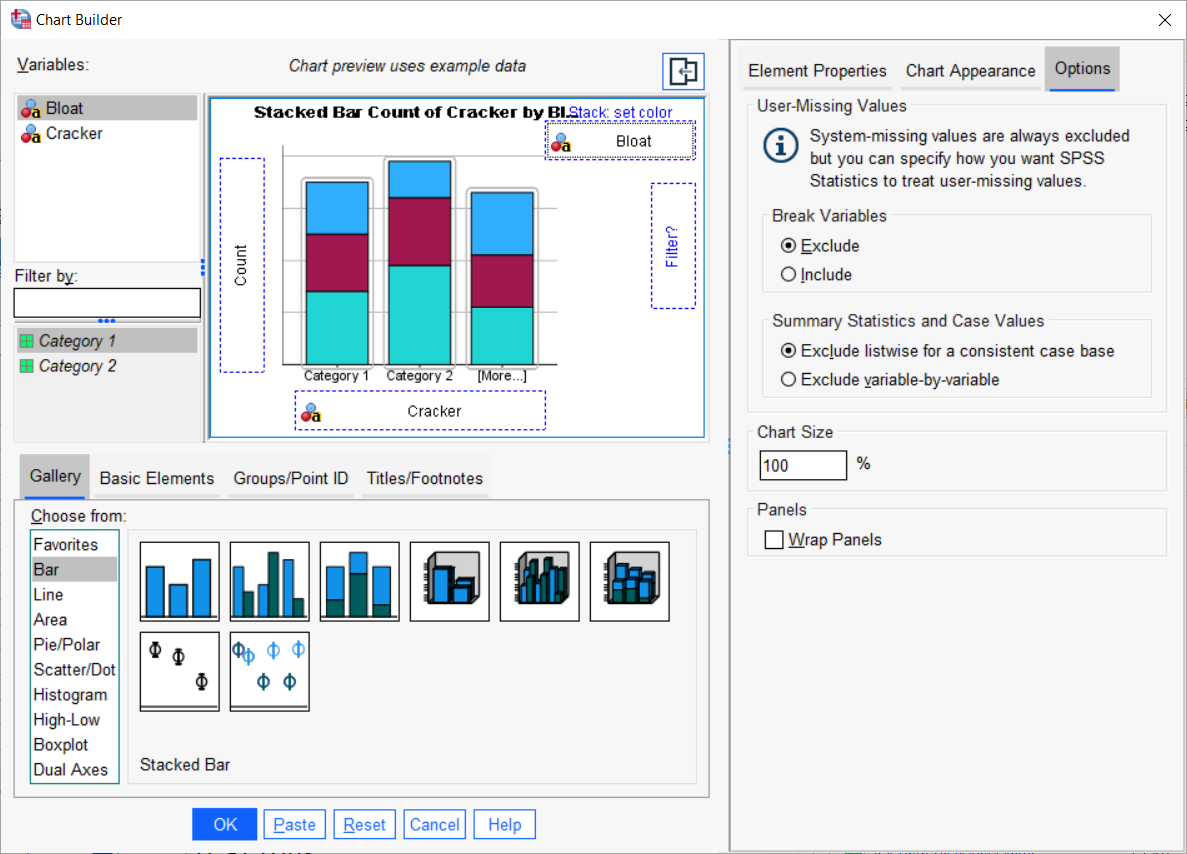 Chart Builder
Variables:
Chart preview uses example data
Bloat
Cracker
Stacked Bar Count of Cracker by Bl...
Stack: set color
Bloat
Count
Filter?
Category 1
Category 2
[More...]
Cracker
Filter by:
Category 1
Category 2
Gallery
Basic Elements
Groups/Point ID
Titles/Footnotes
Choose from:
Favorites
Bar
Line
Area
Pie/Polar
Scatter/Dot
Histogram
High-Low
Boxplot
Dual Axes
Stacked Bar
OK
Paste
Reset
Cancel
Help
Element Properties
Chart Appearance
Options
User-Missing Values
System-missing values are always excluded
but you can specify how you want SPSS
Statistics to treat user-missing values.
Break Variables
Exclude
Include
Summary Statistics and Case Values
Exclude listwise for a consistent case base
Exclude variable-by-variable
Chart Size
100 %
Panels
Wrap Panels